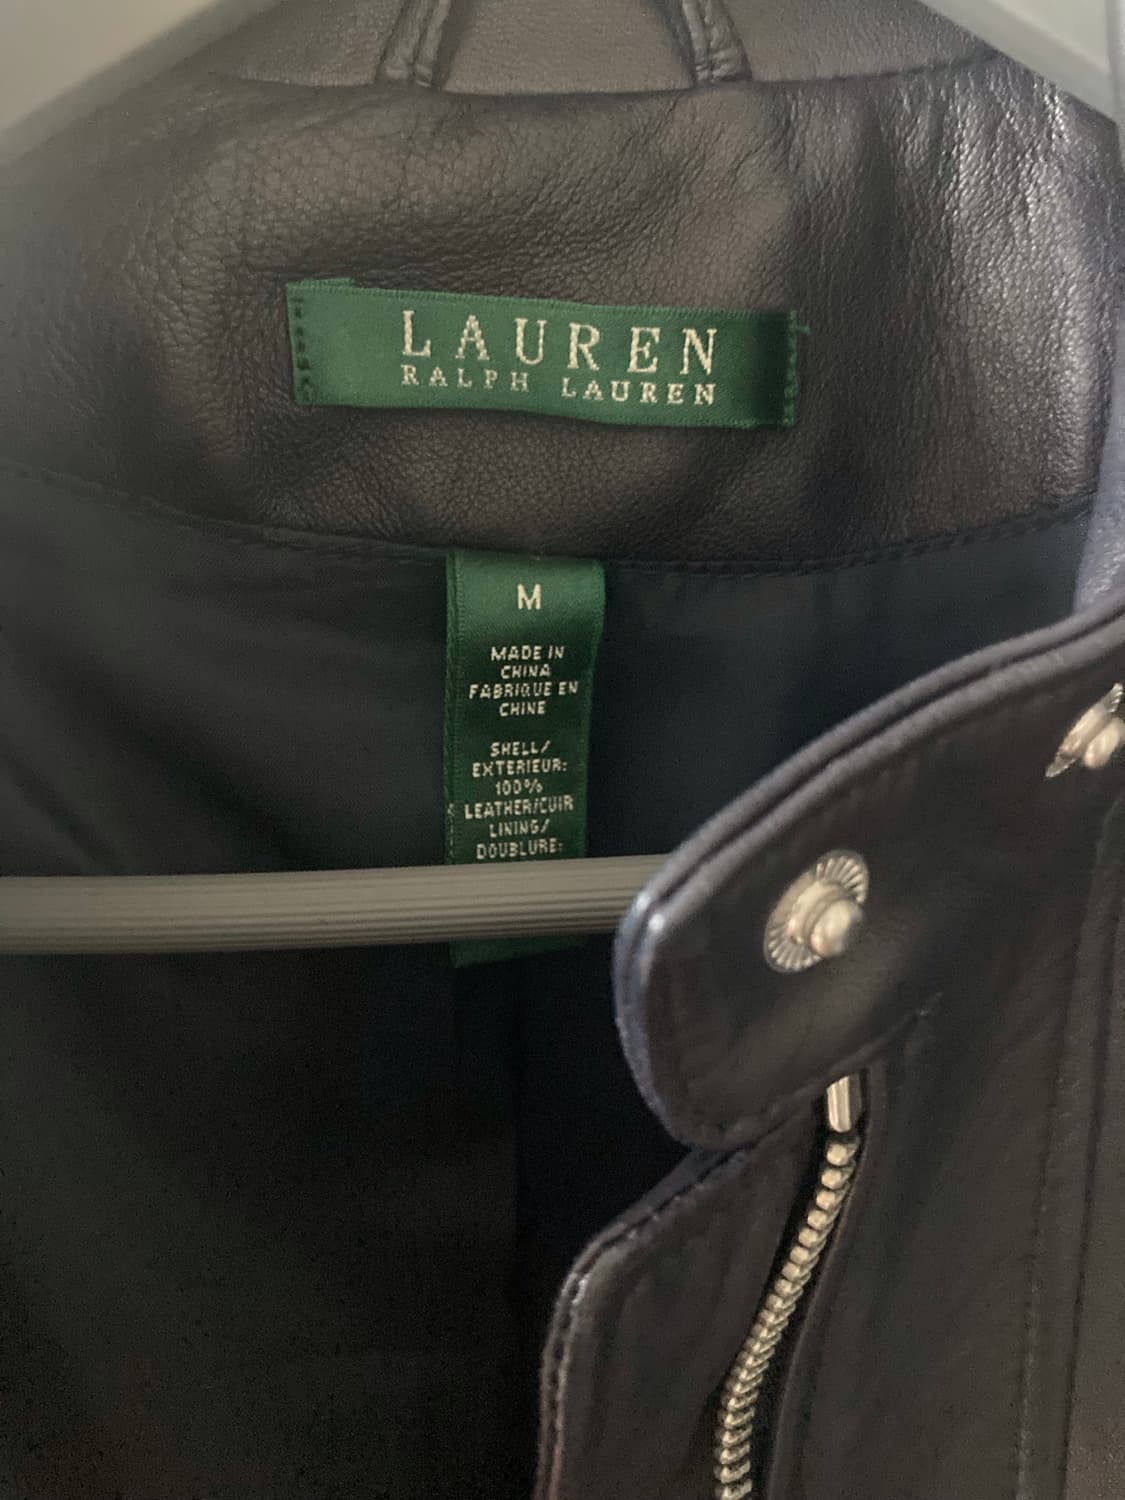 LAUREN
RALPH LAUREN
M
MADE IN
CHINA
FABRIQUE EN
CHINE
SHELL/
EXTERIEUR:
100%
LEATHER/CUIR
LINING/
DOUBLURE: